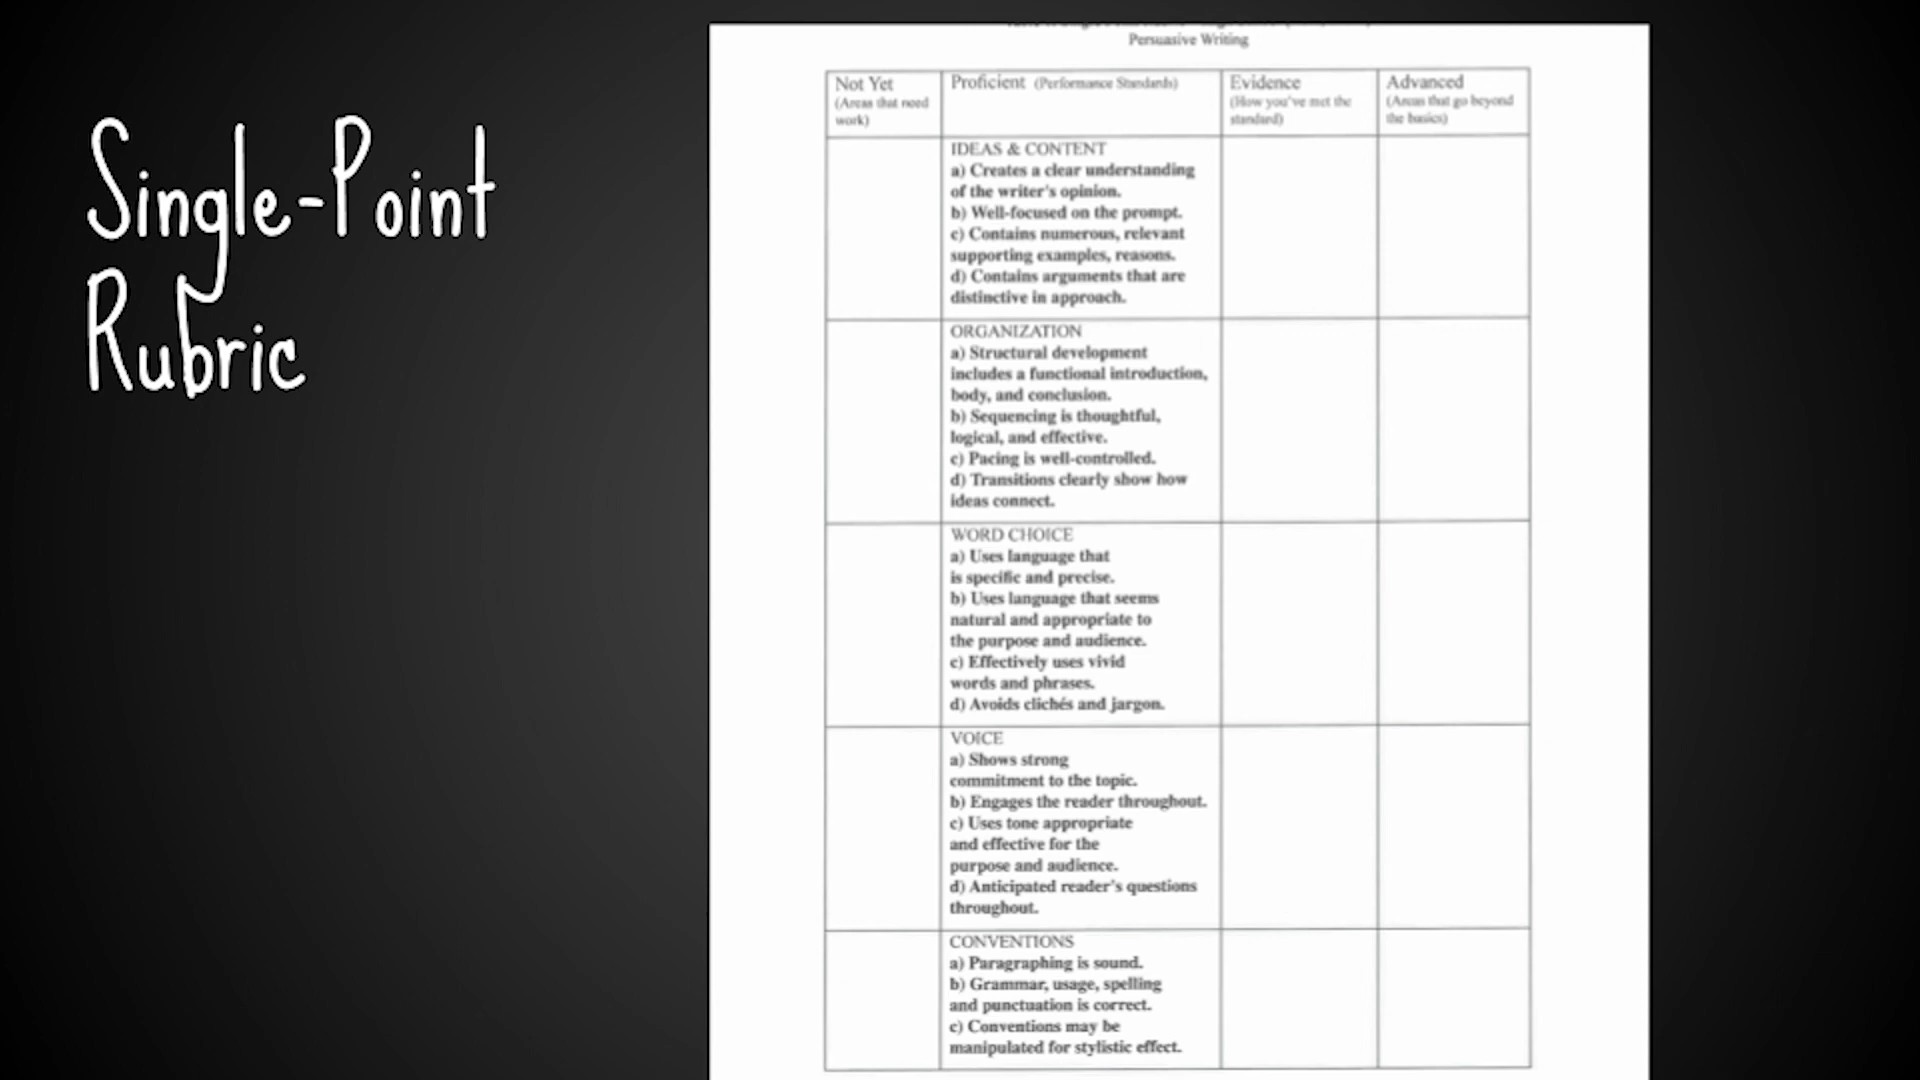 Single-Point
Rubric
Persuasive Writing
Not Yet
(Areas that need
work)
Proficient (Performance Standards)
Evidence
(How you've met the
standard)
Advanced
(Areas that go beyond
the basics)
IDEAS & CONTENT
a) Creates a clear understanding
of the writer's opinion.
b) Well-focused on the prompt.
c) Contains numerous, relevant
supporting examples, reasons.
d) Contains arguments that are
distinctive in approach.
ORGANIZATION
a) Structural development
includes a functional introduction,
body, and conclusion.
b) Sequencing is thoughtful,
logical, and effective.
c) Pacing is well-controlled.
d) Transitions clearly show how
ideas connect.
WORD CHOICE
a) Uses language that
is specific and precise.
b) Uses language that seems
natural and appropriate to
the purpose and audience.
c) Effectively uses vivid
words and phrases.
d) Avoids clichés and jargon.
VOICE
a) Shows strong
commitment to the topic.
b) Engages the reader throughout.
c) Uses tone appropriate
and effective for the
purpose and audience.
d) Anticipated reader's questions
throughout.
CONVENTIONS
a) Paragraphing is sound.
b) Grammar, usage, spelling
and punctuation is correct.
c) Conventions may be
manipulated for stylistic effect.